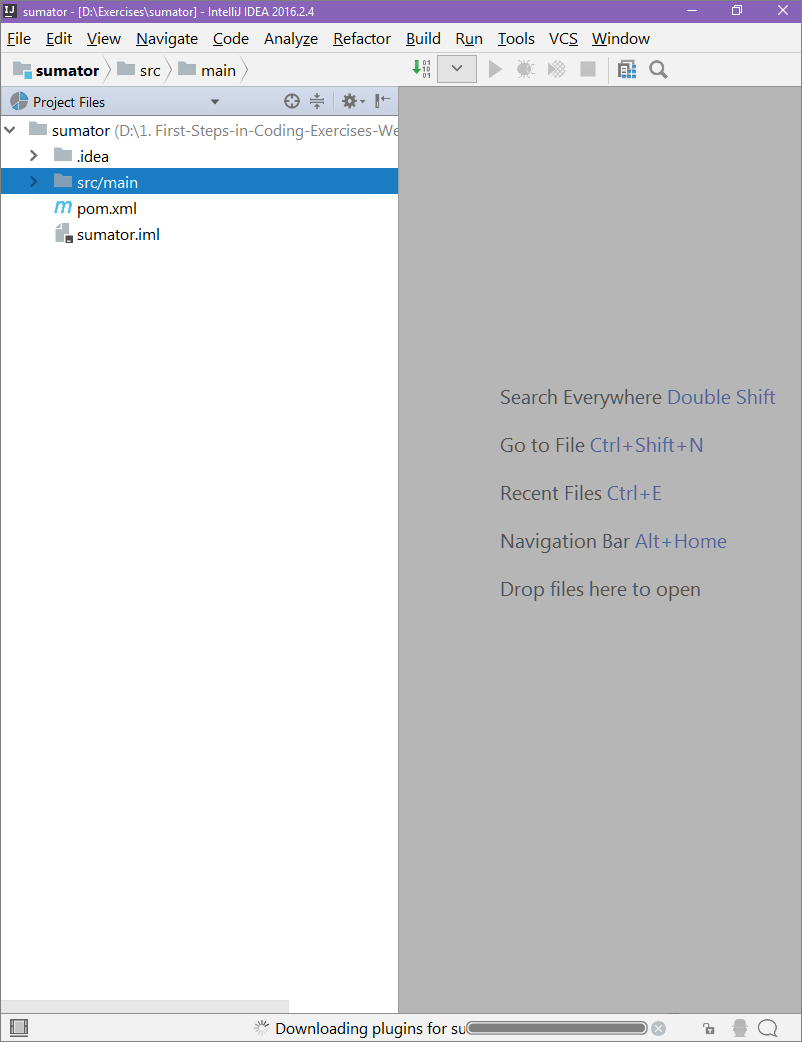 sumator - [D:\Exercises\sumator] - IntelliJ IDEA 2016.2.4
File Edit View Navigate Code Analyze Refactor Build Run Tools VCS Window
sumator src main
Project Files
sumator (D:\1. First-Steps-in-Coding-Exercises-We
.idea
src/main
pom.xml
sumator.iml
Search Everywhere Double Shift
Go to File Ctrl+Shift+N
Recent Files Ctrl+E
Navigation Bar Alt+Home
Drop files here to open
Downloading plugins for su